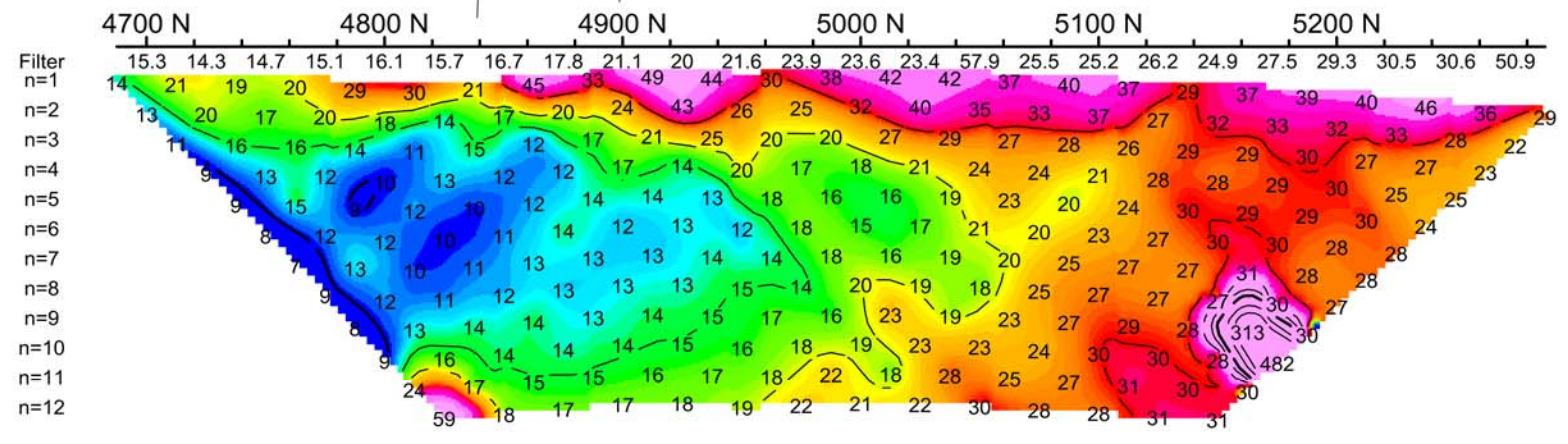 4700 N 4800 N 4900 N 5000 N 5100 N 5200 N
Filter 15.3 14.3 14.7 15.1 16.1 15.7 16.7 17.8 21.1 20 21.6 23.9 23.6 23.4 57.9 25.5 25.2 26.2 24.9 27.5 29.3 30.5 30.6 50.9
n=1 14 21 19 20 29 30 21 45 33 49 44 30 38 42 42 37 40 37 29 37 39 40 46 36 29
n=2 13 20 17 20 18 14 17 20 24 43 26 25 32 40 35 33 37 27 32 33 32 33 28 22
n=3 11 16 16 14 11 15 12 17 21 25 20 20 27 29 27 28 26 29 29 30 27 27 23
n=4 9 13 12 10 13 12 12 17 14 20 17 18 21 24 24 21 28 28 29 30 25 25
n=5 9 15 9 12 10 12 14 14 13 18 16 16 19 23 20 24 30 29 29 30 24
n=6 8 12 12 10 11 14 12 13 12 18 15 17 21 20 23 27 30 30 28 28
n=7 7 13 10 11 13 13 13 14 14 18 16 19 20 25 27 27 31 28 28
n=8 9 12 11 12 13 13 13 15 14 20 19 18 25 27 27 27 30 27
n=9 8 13 14 14 13 14 15 17 16 23 19 23 27 29 28 313 30
n=10 9 16 14 14 14 15 16 18 19 23 23 24 30 30 28 482
n=11 24 17 15 15 16 17 18 22 18 28 25 27 31 30 30
n=12 59 18 17 17 18 19 22 21 22 30 28 28 31 31